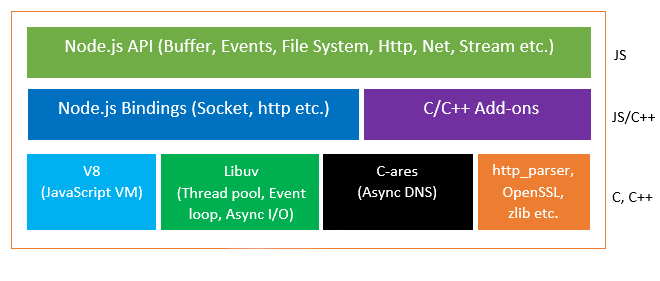 Node.js API (Buffer, Events, File System, Http, Net, Stream etc.)
JS
Node.js Bindings (Socket, http etc.)
C/C++ Add-ons
JS/C++
V8
(JavaScript VM)
Libuv
(Thread pool, Event
loop, Async I/O)
C-ares
(Async DNS)
http_parser,
OpenSSL,
zlib etc.
C, C++